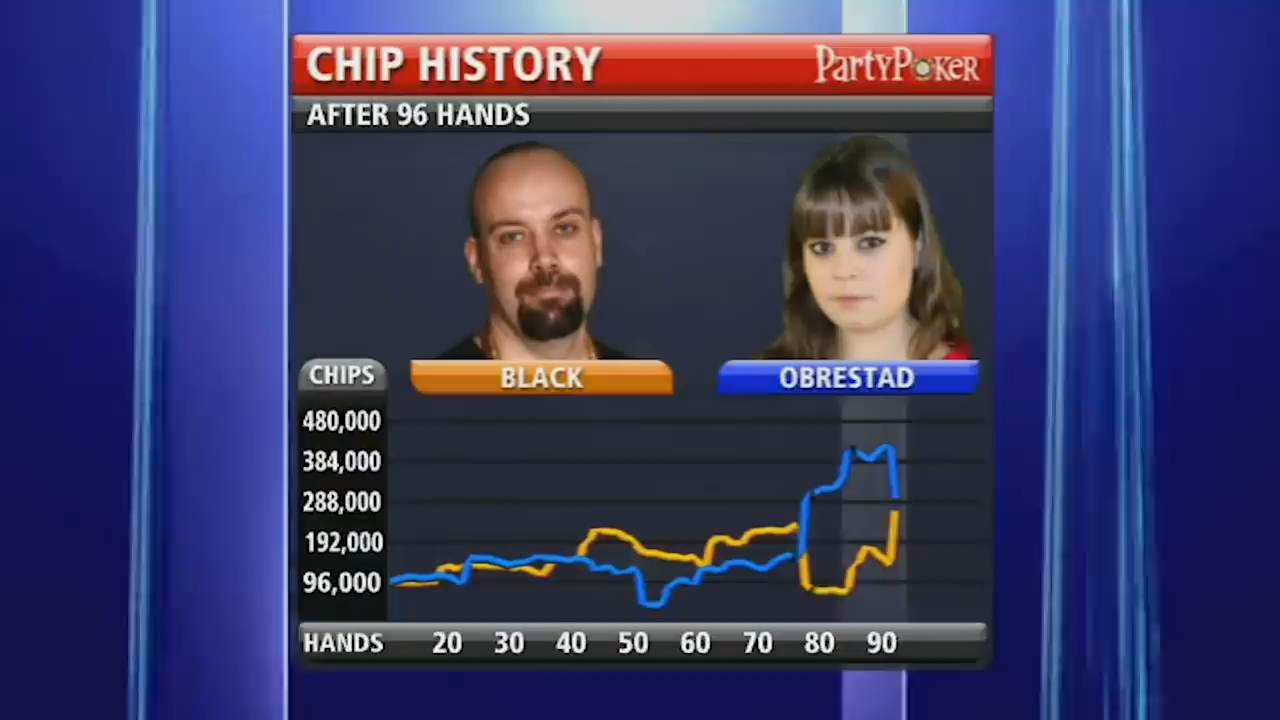 CHIP HISTORY
PARTYPOKER
AFTER 96 HANDS
CHIPS
BLACK
OBRESTAD
480,000
384,000
288,000
192,000
96,000
HANDS 20 30 40 50 60 70 80 90